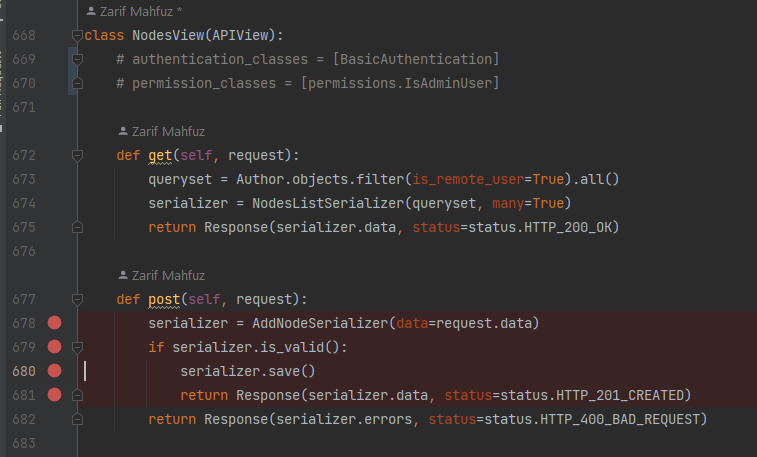 Zarif Mahfuz *
668 class NodesView(APIView):
669 # authentication_classes = [BasicAuthentication]
670 # permission_classes = [permissions.IsAdminUser]
671
Zarif Mahfuz
672 def get(self, request):
673 queryset = Author.objects.filter(is_remote_user=True).all()
674 serializer = NodesListSerializer(queryset, many=True)
675 return Response(serializer.data, status=status.HTTP_200_OK)
676
Zarif Mahfuz
677 def post(self, request):
678 serializer = AddNodeSerializer(data=request.data)
679 if serializer.is_valid():
680 serializer.save()
681 return Response(serializer.data, status=status.HTTP_201_CREATED)
682 return Response(serializer.errors, status=status.HTTP_400_BAD_REQUEST)
683